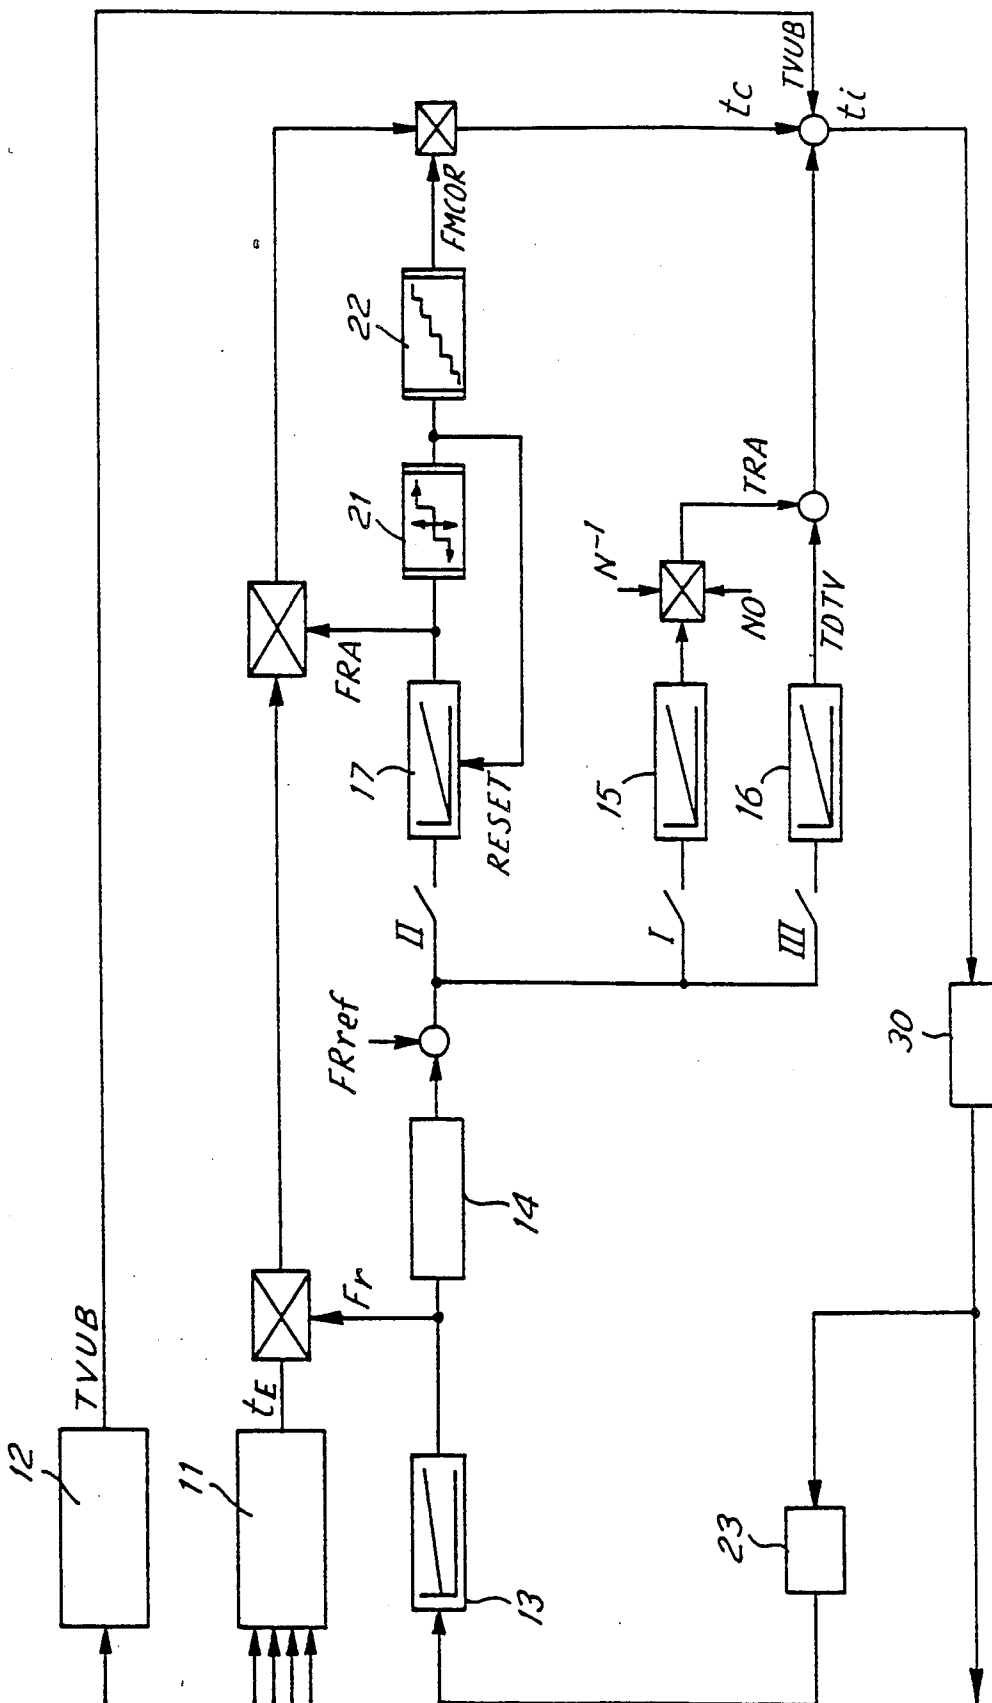 12
TVUB
11
tE
Fr
13
14
FRref
II
17
RESET
FRA
21
22
FMCOR
tc
TVUB
ti
I
III
15
16
N-1
NO
TRA
TDTV
23
30